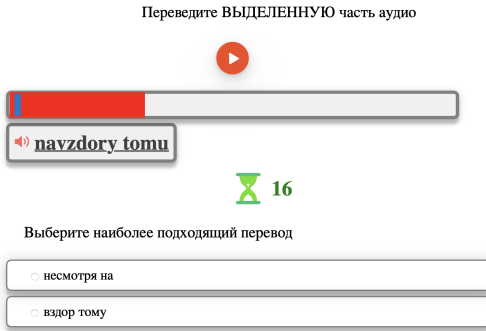 Переведите ВЫДЕЛЕННУЮ часть аудио
navzdory tomu
16
Выберите наиболее подходящий перевод
несмотря на
вздор тому